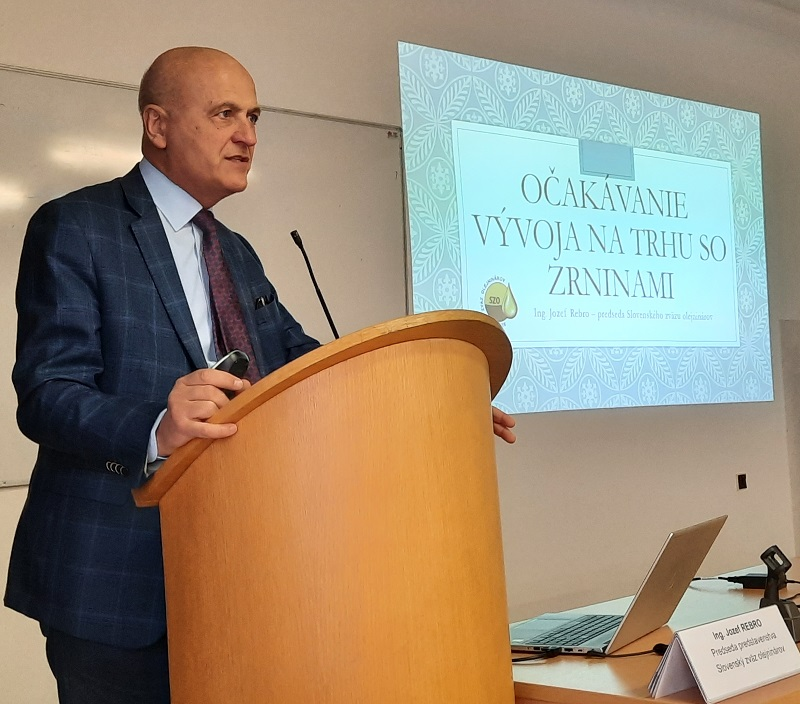 OČAKÁVANIE
VÝVOJA NA TRHU SO
ZRNINAMI
SZO
Ing. Jozef Rebro – predseda Slovenského zväzu olejninárov
Ing. Jozef REBRO
Predseda predstavenstva
Slovenský zväz olejninárov